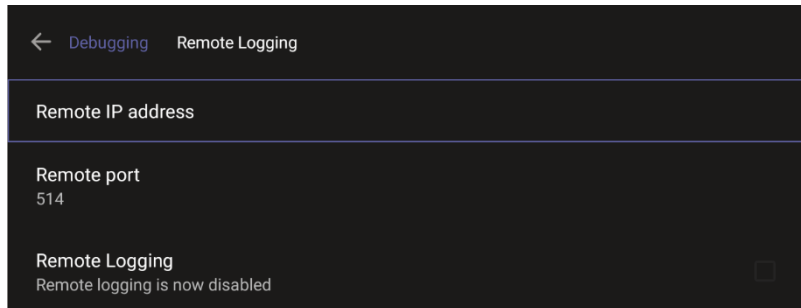 Debugging Remote Logging
Remote IP address
Remote port
514
Remote Logging
Remote logging is now disabled